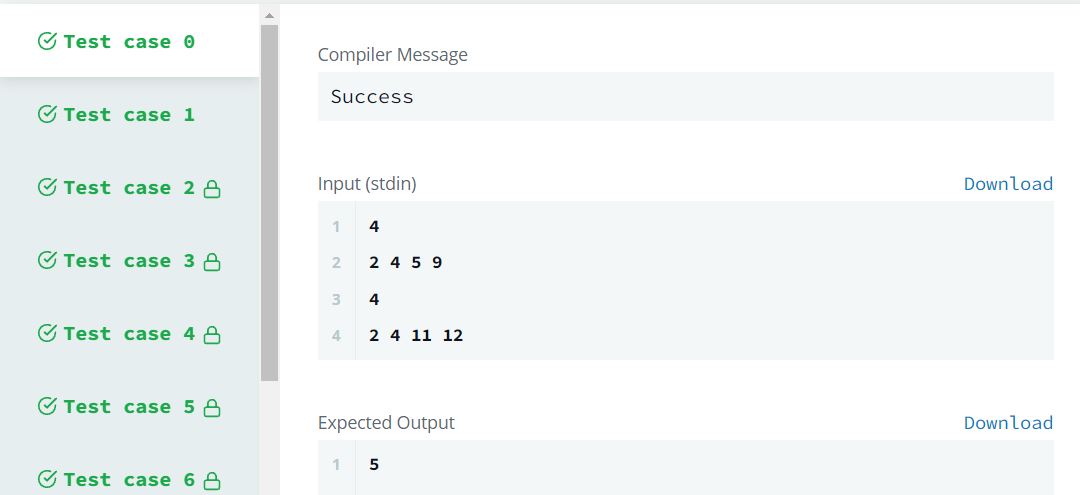 Test case 0
Test case 1
Test case 2
Test case 3
Test case 4
Test case 5
Test case 6
Compiler Message
Success
Input (stdin)
Download
1 4
2 2 4 5 9
3 4
4 2 4 11 12
Expected Output
Download
1 5